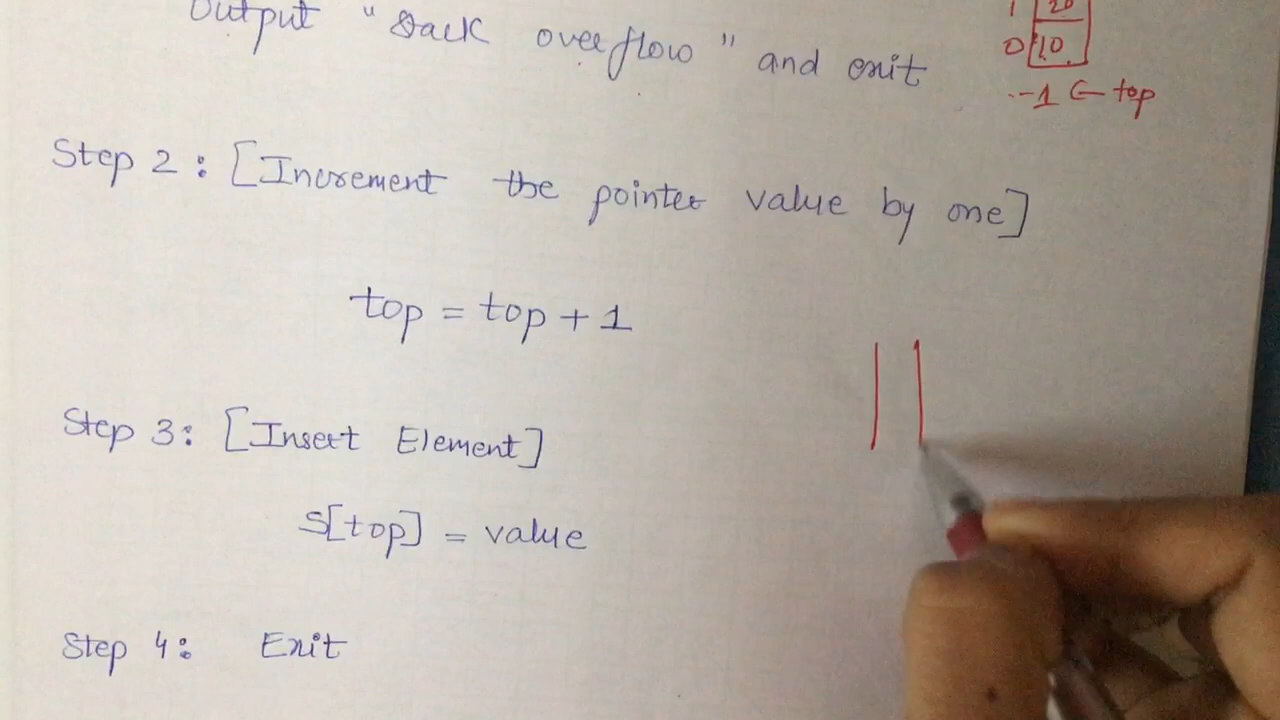 Output "Stack overflow" and exit
1 20
0 10
-1 ← top
Step 2: [Increment the pointer value by one]
top = top + 1
Step 3: [Insert Element]
S[top] = value
Step 4: Exit